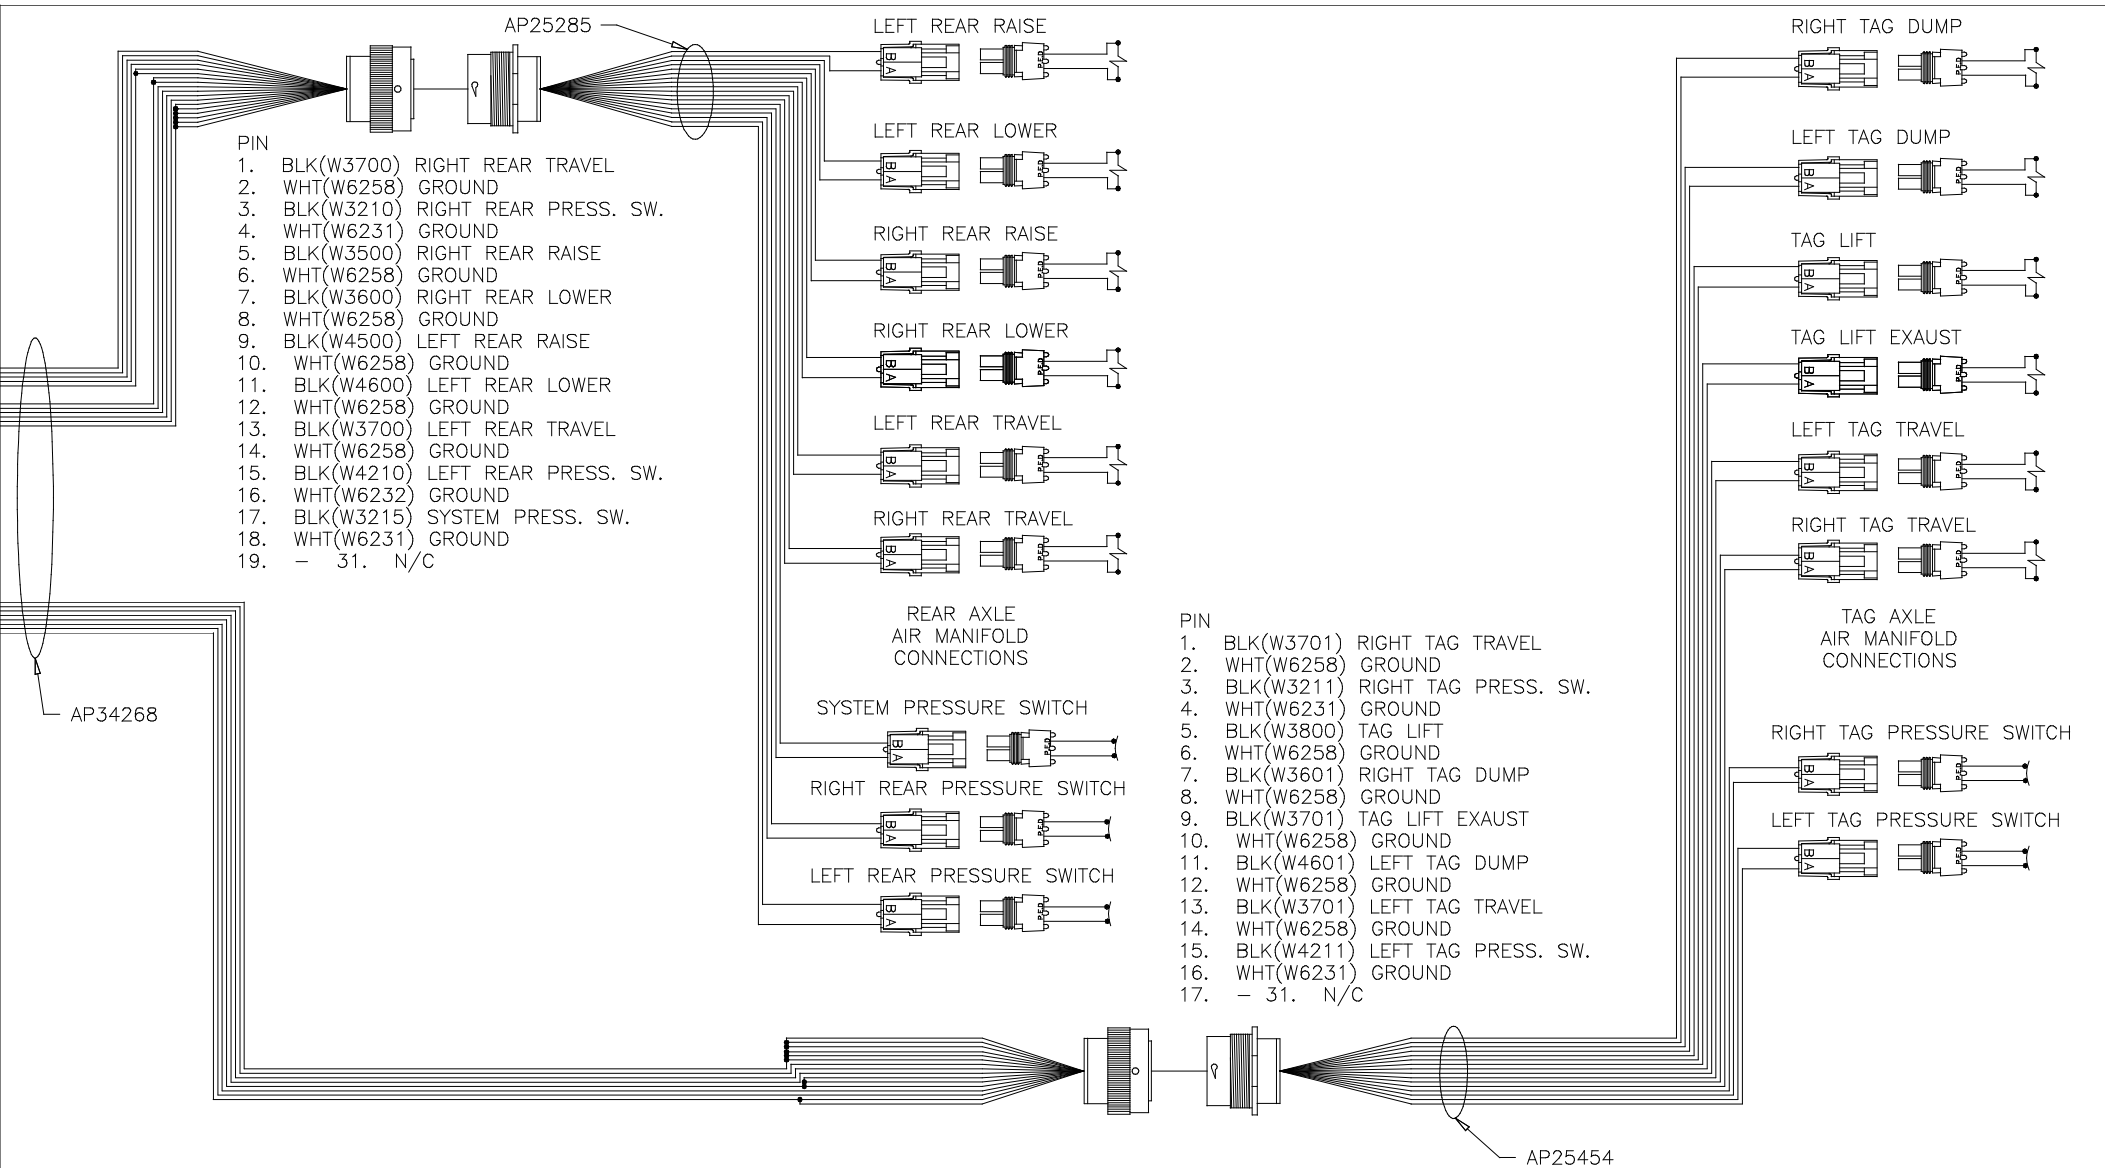 AP25285
PIN
1. BLK(W3700) RIGHT REAR TRAVEL
2. WHT(W6258) GROUND
3. BLK(W3210) RIGHT REAR PRESS. SW.
4. WHT(W6231) GROUND
5. BLK(W3500) RIGHT REAR RAISE
6. WHT(W6258) GROUND
7. BLK(W3600) RIGHT REAR LOWER
8. WHT(W6258) GROUND
9. BLK(W4500) LEFT REAR RAISE
10. WHT(W6258) GROUND
11. BLK(W4600) LEFT REAR LOWER
12. WHT(W6258) GROUND
13. BLK(W3700) LEFT REAR TRAVEL
14. WHT(W6258) GROUND
15. BLK(W4210) LEFT REAR PRESS. SW.
16. WHT(W6232) GROUND
17. BLK(W3215) SYSTEM PRESS. SW.
18. WHT(W6231) GROUND
19. – 31. N/C
AP34268
LEFT REAR RAISE
B
A
P.E.D
LEFT REAR LOWER
B
A
P.E.D
RIGHT REAR RAISE
B
A
P.E.D
RIGHT REAR LOWER
B
A
P.E.D
LEFT REAR TRAVEL
B
A
P.E.D
RIGHT REAR TRAVEL
B
A
P.E.D
REAR AXLE
AIR MANIFOLD
CONNECTIONS
SYSTEM PRESSURE SWITCH
B
A
P.E.D
RIGHT REAR PRESSURE SWITCH
B
A
P.E.D
LEFT REAR PRESSURE SWITCH
B
A
P.E.D
PIN
1. BLK(W3701) RIGHT TAG TRAVEL
2. WHT(W6258) GROUND
3. BLK(W3211) RIGHT TAG PRESS. SW.
4. WHT(W6231) GROUND
5. BLK(W3800) TAG LIFT
6. WHT(W6258) GROUND
7. BLK(W3601) RIGHT TAG DUMP
8. WHT(W6258) GROUND
9. BLK(W3701) TAG LIFT EXAUST
10. WHT(W6258) GROUND
11. BLK(W4601) LEFT TAG DUMP
12. WHT(W6258) GROUND
13. BLK(W3701) LEFT TAG TRAVEL
14. WHT(W6258) GROUND
15. BLK(W4211) LEFT TAG PRESS. SW.
16. WHT(W6231) GROUND
17. – 31. N/C
RIGHT TAG DUMP
B
A
P.E.D
LEFT TAG DUMP
B
A
P.E.D
TAG LIFT
B
A
P.E.D
TAG LIFT EXAUST
B
A
P.E.D
LEFT TAG TRAVEL
B
A
P.E.D
RIGHT TAG TRAVEL
B
A
P.E.D
TAG AXLE
AIR MANIFOLD
CONNECTIONS
RIGHT TAG PRESSURE SWITCH
B
A
P.E.D
LEFT TAG PRESSURE SWITCH
B
A
P.E.D
AP25454